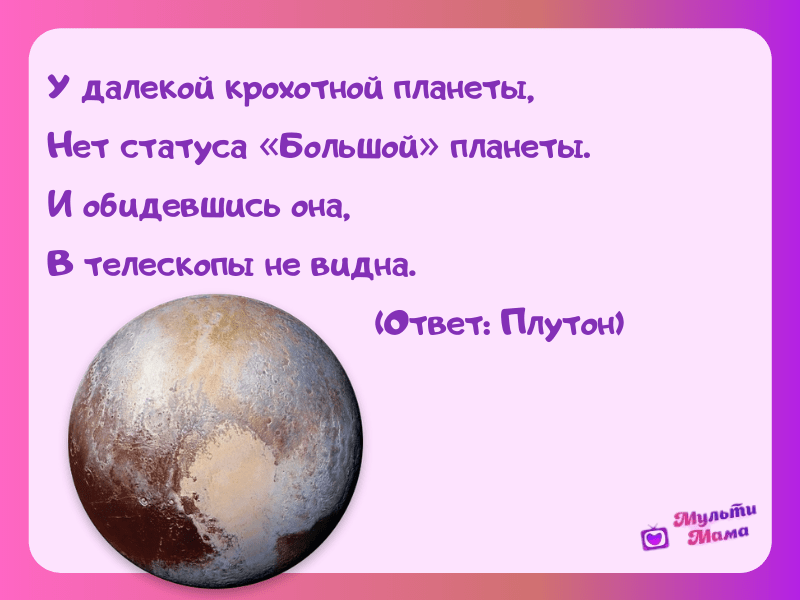 У далекой крохотной планеты,
Нет статуса «Большой» планеты.
И обидевшись она,
В телескопы не видна.
(Ответ: Плутон)
Мульти
Мама